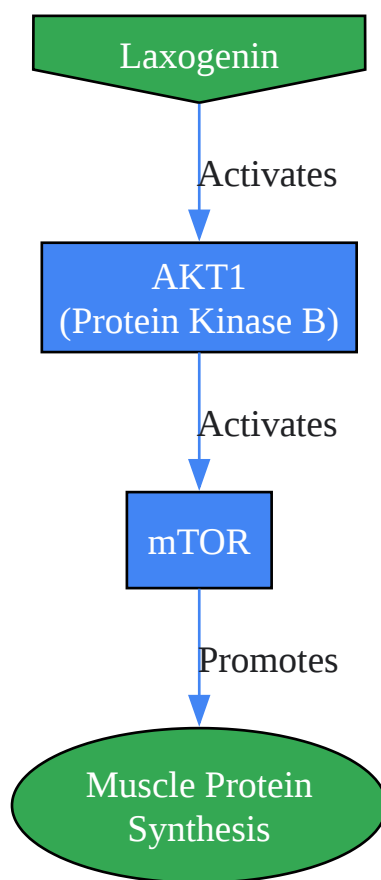 Laxogenin
Activates
AKT1
(Protein Kinase B)
Activates
mTOR
Promotes
Muscle Protein
Synthesis